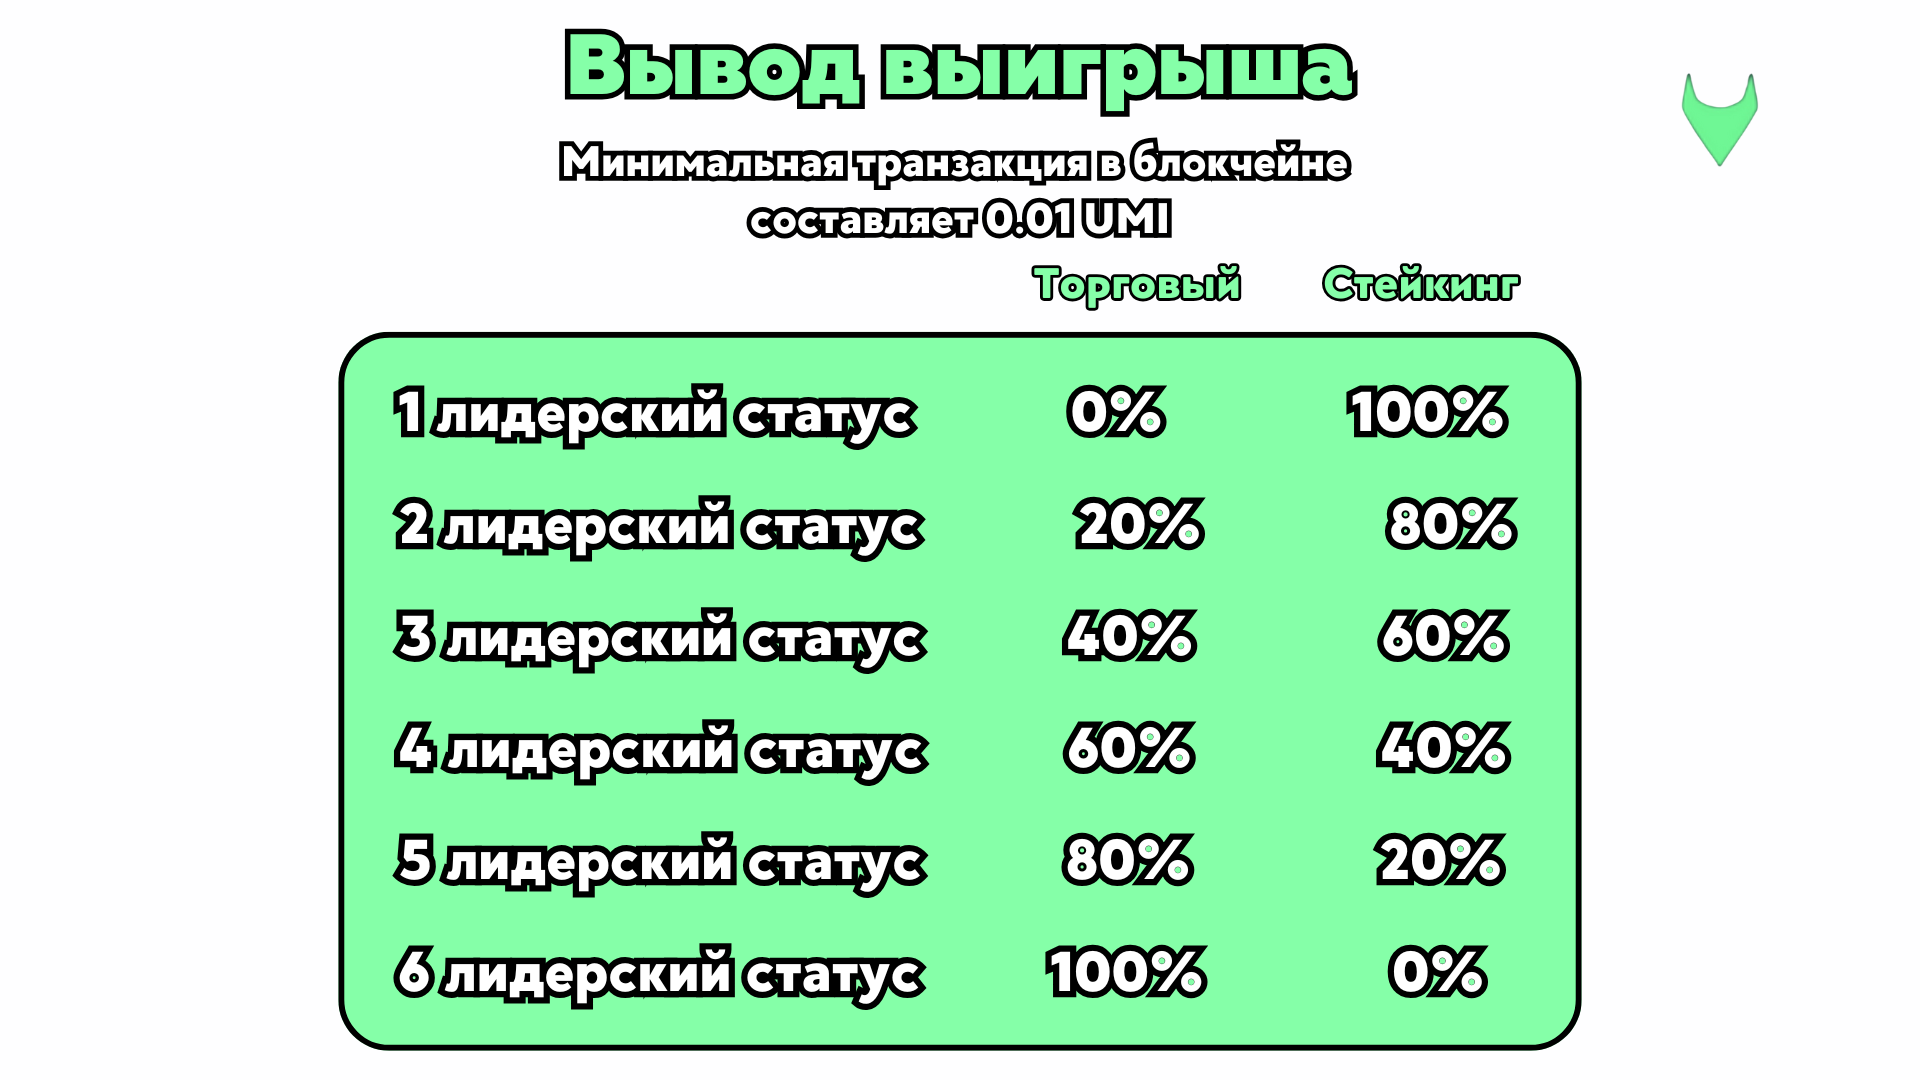 Вывод выигрыша
Минимальная транзакция в блокчейне
составляет 0.01 UMI
Торговый Стейкинг
1 лидерский статус 0% 100%
2 лидерский статус 20% 80%
3 лидерский статус 40% 60%
4 лидерский статус 60% 40%
5 лидерский статус 80% 20%
6 лидерский статус 100% 0%